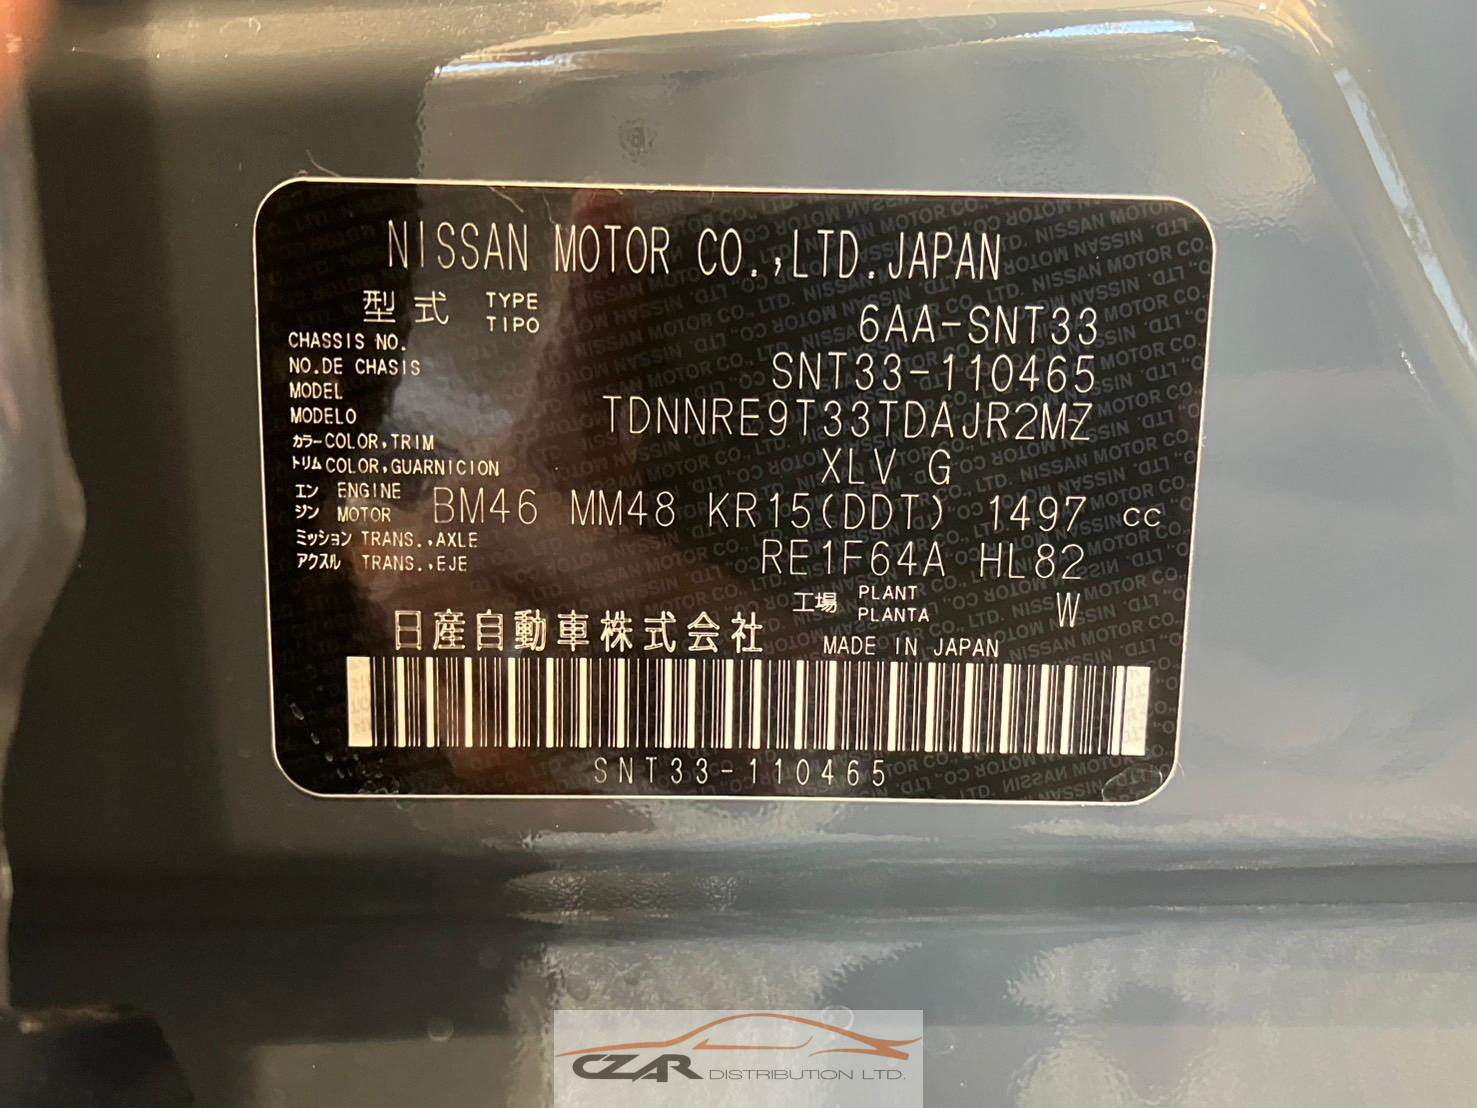 NISSAN MOTOR CO.,LTD.JAPAN
型式 TYPE TIPO 6AA-SNT33
CHASSIS NO.
NO.DE CHASIS SNT33-110465
MODEL
MODELO TDNNRE9T33TDAJR2MZ
カラー COLOR,TRIM
トリム COLOR,GUARNICION XLV G
エンジン ENGINE MOTOR BM46 MM48 KR15(DDT) 1497 cc
ミッション TRANS.,AXLE
アクスル TRANS.,EJE RE1F64A HL82
工場 PLANT PLANTA W
日産自動車株式会社 MADE IN JAPAN
SNT33-110465
CZAR DISTRIBUTION LTD.